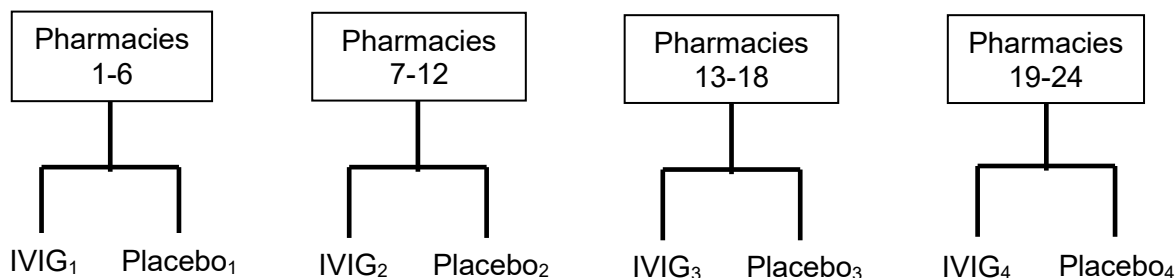 Pharmacies
1-6
Pharmacies
7-12
Pharmacies
13-18
Pharmacies
19-24
IVIG₁ Placebo₁ IVIG₂ Placebo₂ IVIG₃ Placebo₃ IVIG₄ Placebo₄